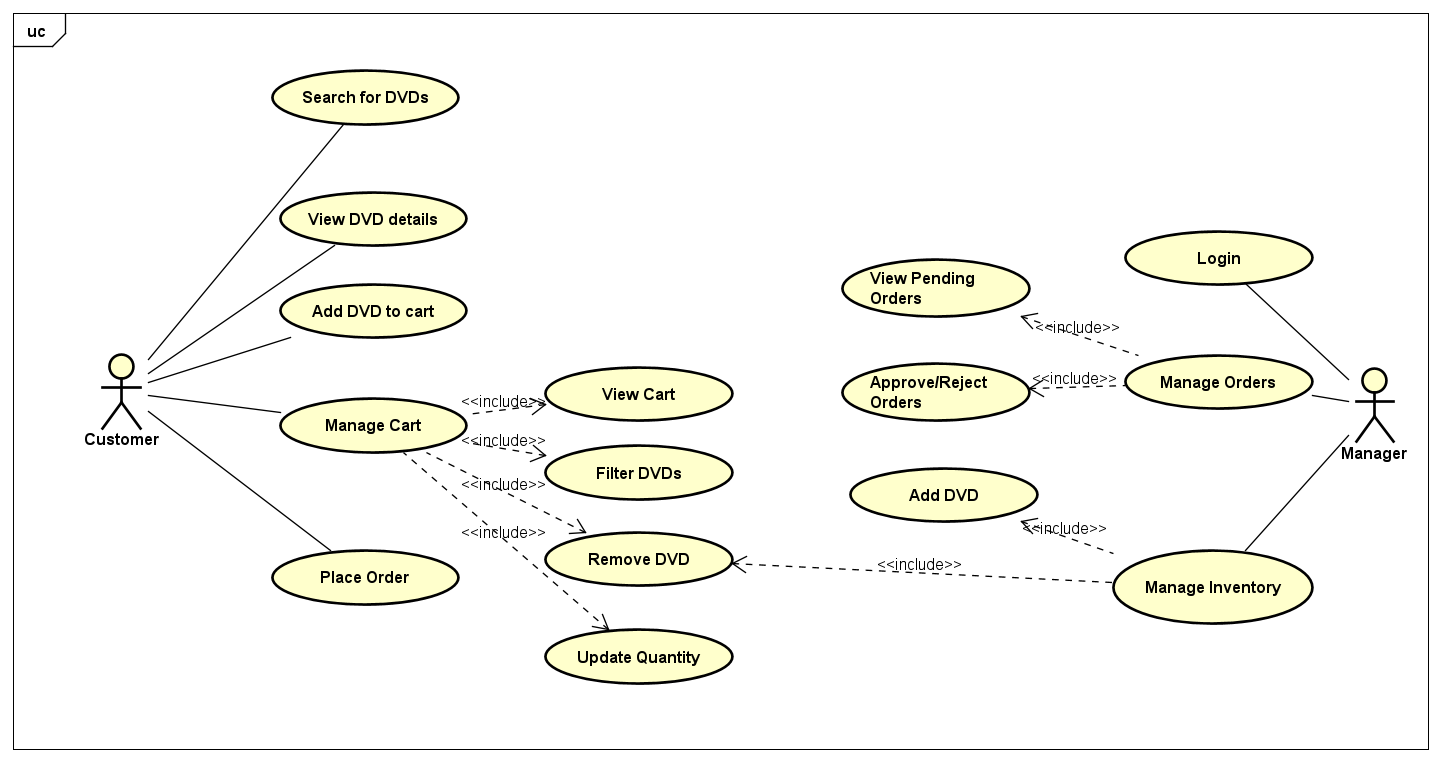 uc
Search for DVDs
View DVD details
Add DVD to cart
Customer
Manage Cart
Place Order
<<include>>
<<include>>
<<include>>
<<include>>
View Cart
Filter DVDs
Remove DVD
Update Quantity
View Pending
Orders
Approve/Reject
Orders
Add DVD
<<include>>
<<include>>
<<include>>
<<include>>
Login
Manage Orders
Manage Inventory
Manager